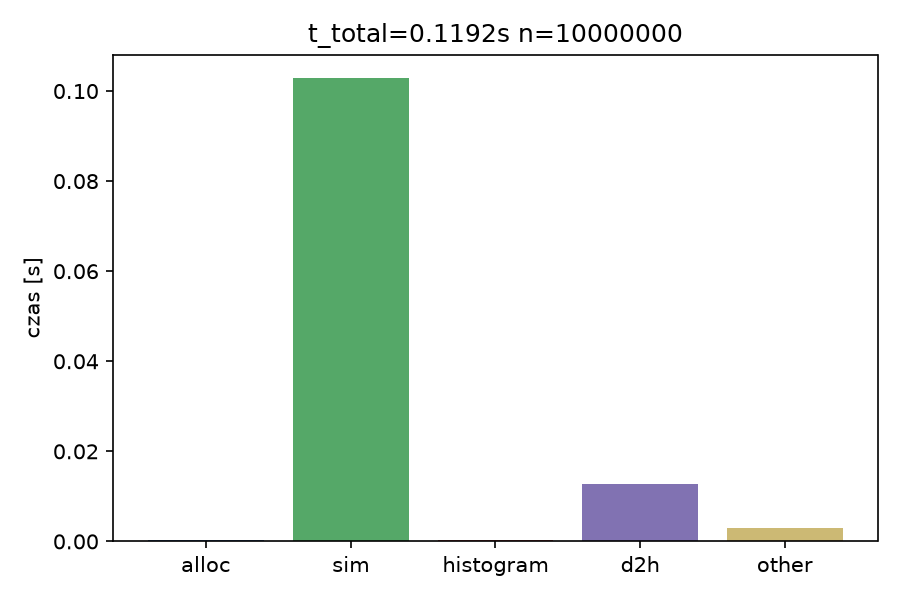 t_total=0.1192s n=10000000
czas [s]
0.10
0.08
0.06
0.04
0.02
0.00
alloc sim histogram d2h other